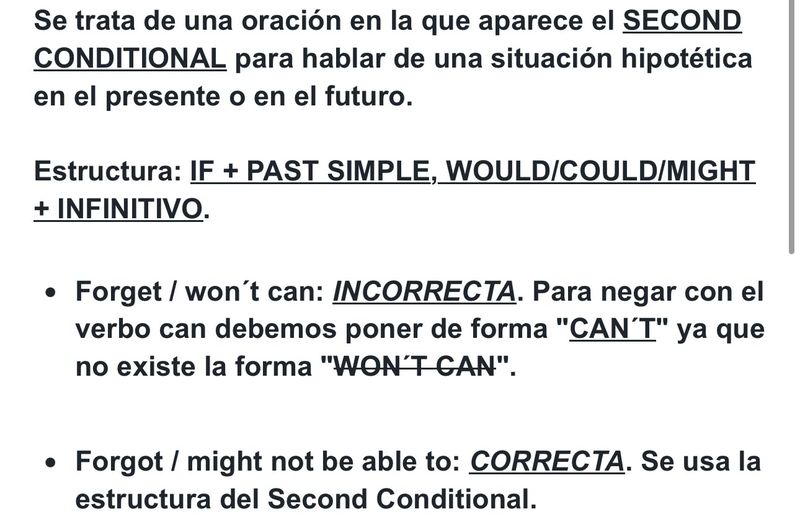 Se trata de una oración en la que aparece el SECOND
CONDITIONAL para hablar de una situación hipotética
en el presente o en el futuro.
Estructura: IF + PAST SIMPLE, WOULD/COULD/MIGHT
+ INFINITIVO.
• Forget / won´t can: INCORRECTA. Para negar con el
verbo can debemos poner de forma "CAN´T" ya que
no existe la forma "WON´T CAN".
• Forgot / might not be able to: CORRECTA. Se usa la
estructura del Second Conditional.